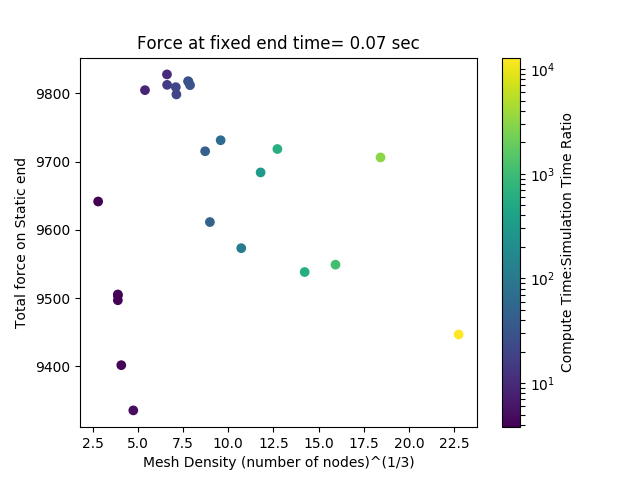 Force at fixed end time= 0.07 sec
Total force on Static end
9800
9700
9600
9500
9400
2.5 5.0 7.5 10.0 12.5 15.0 17.5 20.0 22.5
Mesh Density (number of nodes)^(1/3)
10^4
10^3
10^2
10^1
Compute Time:Simulation Time Ratio